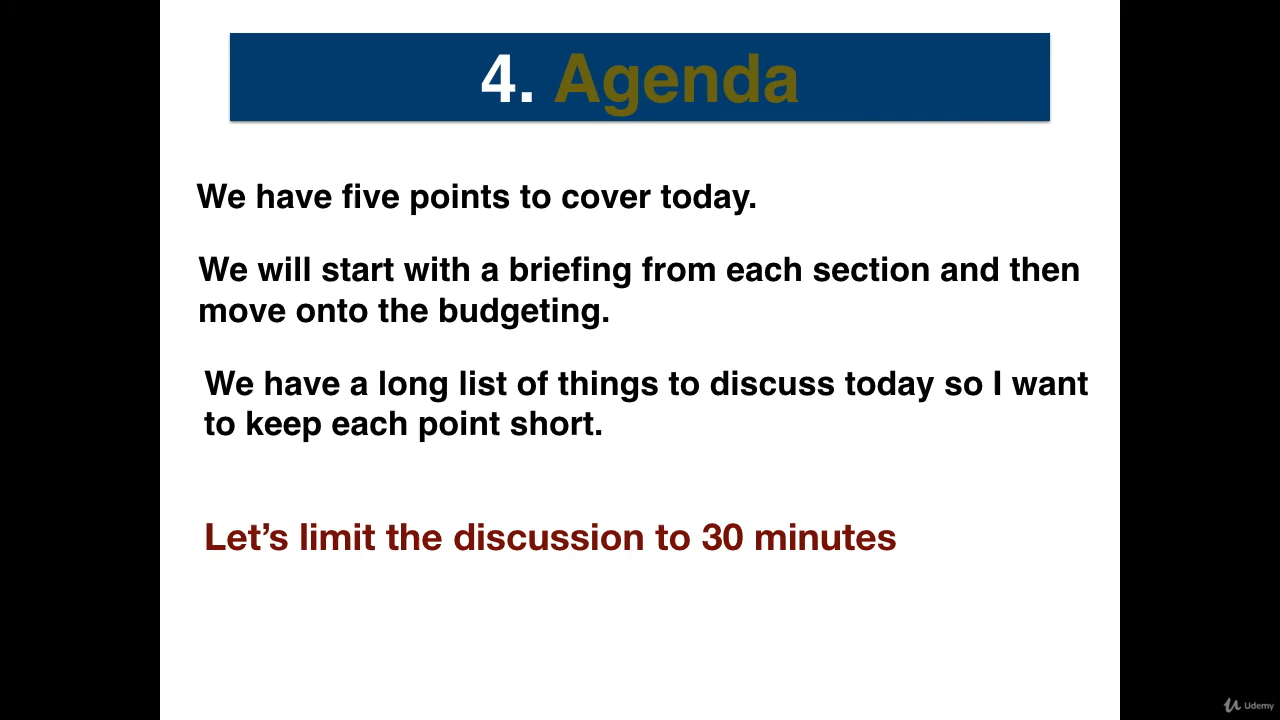 4. Agenda
We have five points to cover today.
We will start with a briefing from each section and then
move onto the budgeting.
We have a long list of things to discuss today so I want
to keep each point short.
Let’s limit the discussion to 30 minutes
Udemy